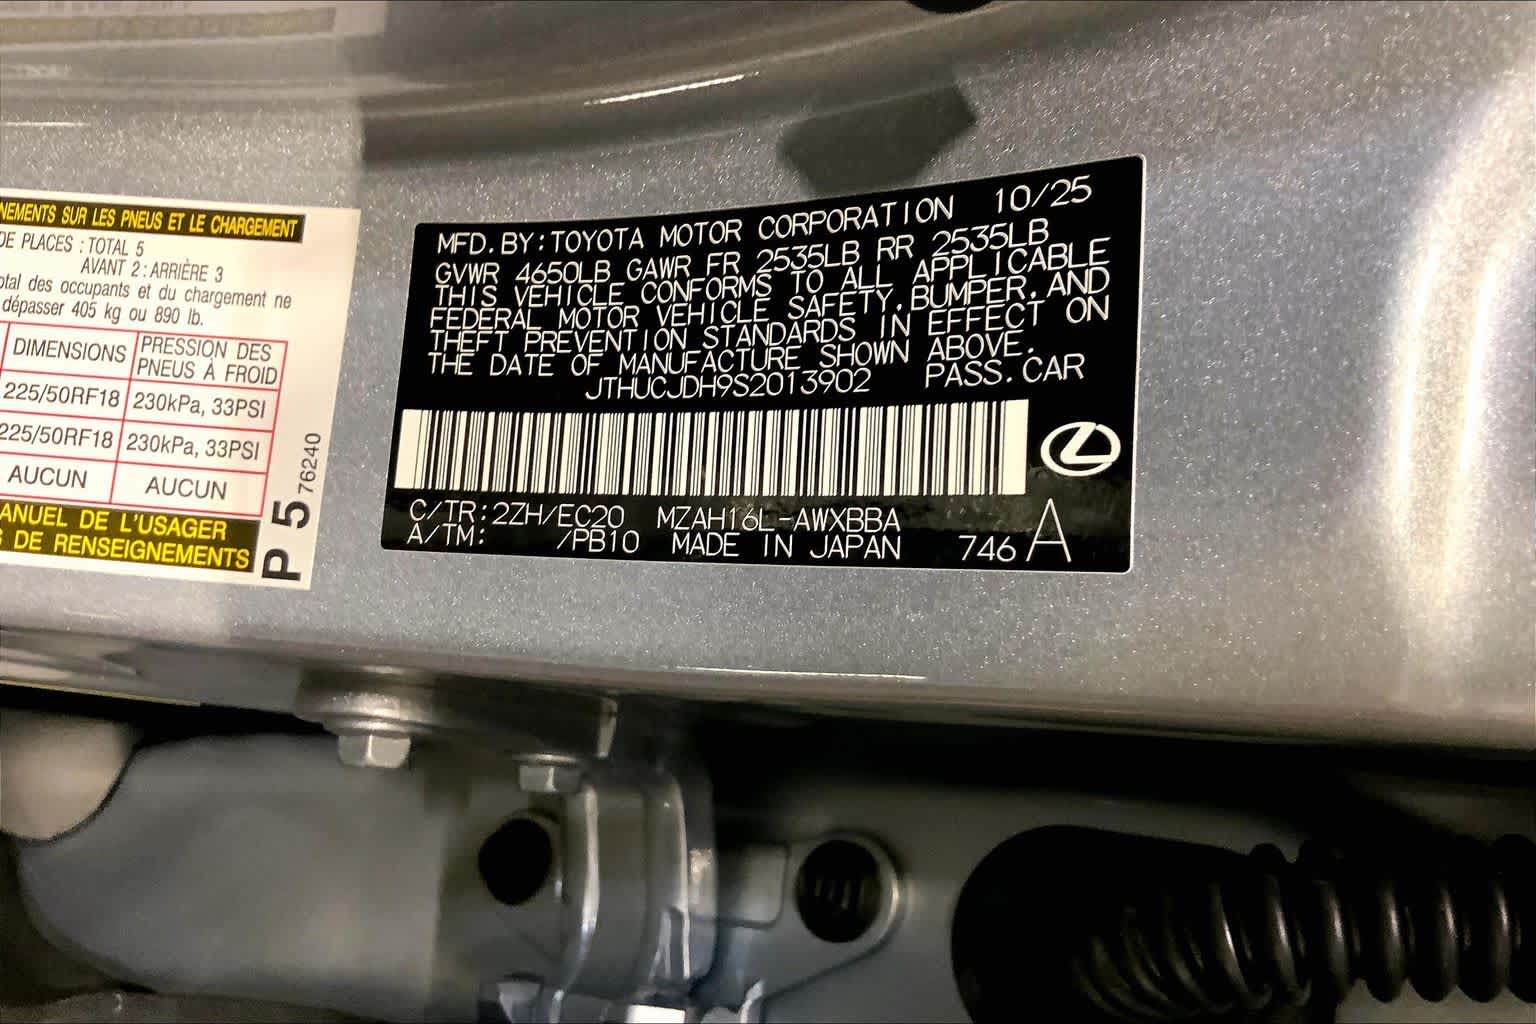 NEMENTS SUR LES PNEUS ET LE CHARGEMENT
DE PLACES : TOTAL 5
AVANT 2 : ARRIÈRE 3
otal des occupants et du chargement ne
dépasser 405 kg ou 890 lb.
DIMENSIONS PRESSION DES PNEUS À FROID
225/50RF18 230kPa, 33PSI
225/50RF18 230kPa, 33PSI
AUCUN AUCUN
ANUEL DE L'USAGER
S DE RENSEIGNEMENTS
P 5 76240
MFD. BY: TOYOTA MOTOR CORPORATION 10/25
GVWR 4650LB GAWR FR 2535LB RR 2535LB
THIS VEHICLE CONFORMS TO ALL APPLICABLE
FEDERAL MOTOR VEHICLE SAFETY, BUMPER, AND
THEFT PREVENTION STANDARDS IN EFFECT ON
THE DATE OF MANUFACTURE SHOWN ABOVE.
JTHUCJDH9S2013902 PASS. CAR
C/TR: 2ZH/EC20 MZAH16L-AWXBBA
A/TM: /PB10 MADE IN JAPAN 746 A